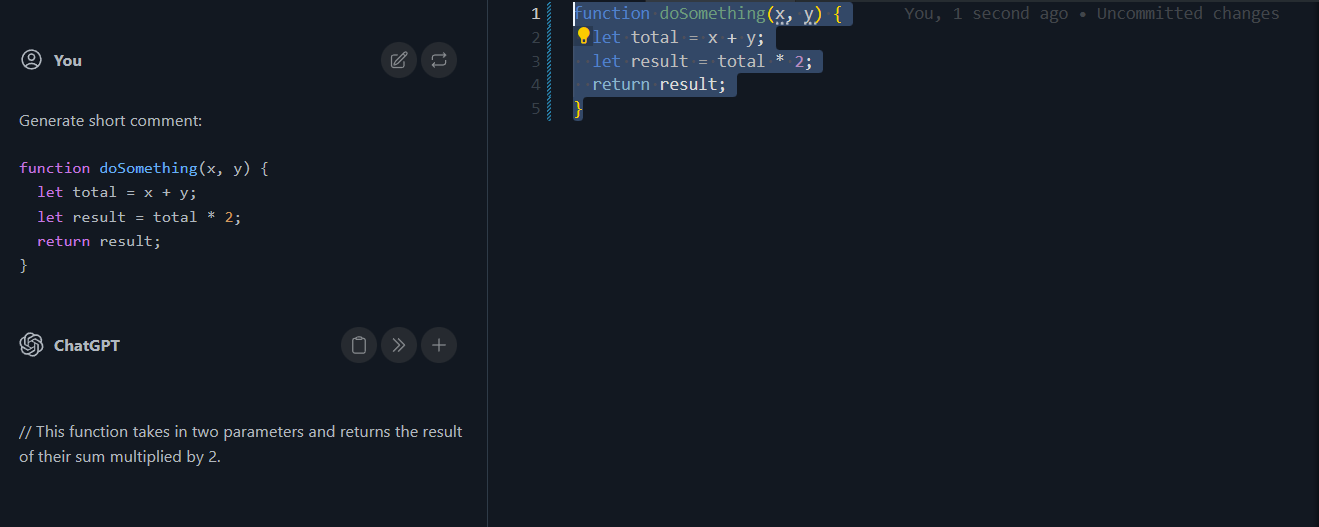 You
Generate short comment:
function doSomething(x, y) {
  let total = x + y;
  let result = total * 2;
  return result;
}
ChatGPT
// This function takes in two parameters and returns the result
of their sum multiplied by 2.
1 function doSomething(x, y) { You, 1 second ago • Uncommitted changes
2 let total = x + y;
3 let result = total * 2;
4 return result;
5 }